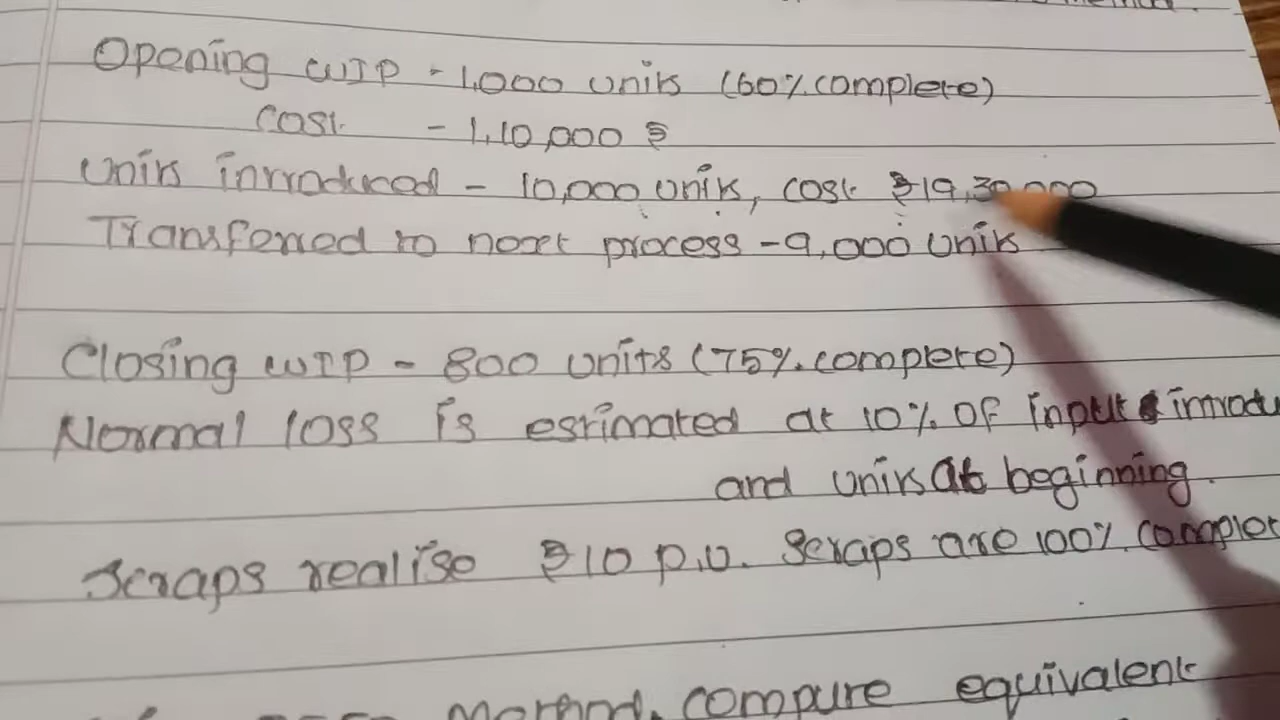 Opening WIP - 1,000 units (60% complete)
Cost - 1,10,000 ₹
Units introduced - 10,000 units, cost ₹19,30,000
Transferred to next process - 9,000 units
Closing WIP - 800 units (75% complete)
Normal loss is estimated at 10% of input introdu
and units at beginning.
Scraps realise ₹10 p.u. Scraps are 100% complet
method, compute equivalent